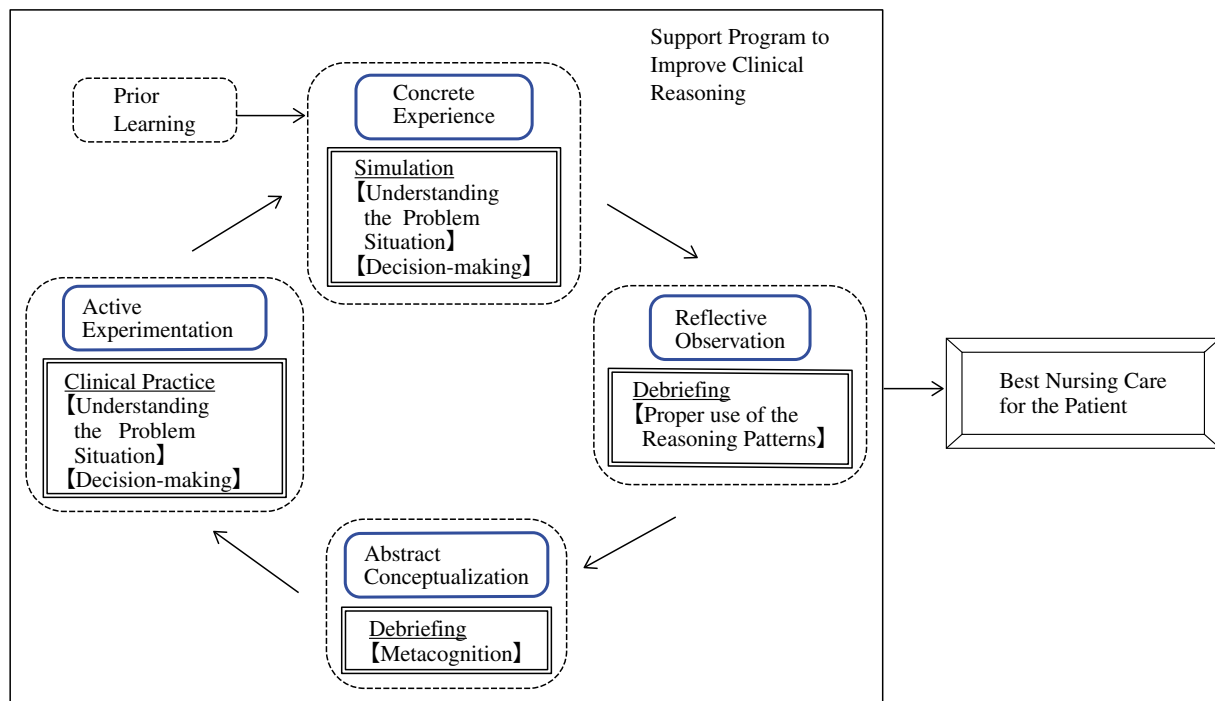 Support Program to
Improve Clinical
Reasoning
Prior
Learning
Concrete
Experience
Simulation
【Understanding
the Problem
Situation】
【Decision-making】
Active
Experimentation
Clinical Practice
【Understanding
the Problem
Situation】
【Decision-making】
Reflective
Observation
Debriefing
【Proper use of the
Reasoning Patterns】
Best Nursing Care
for the Patient
Abstract
Conceptualization
Debriefing
【Metacognition】